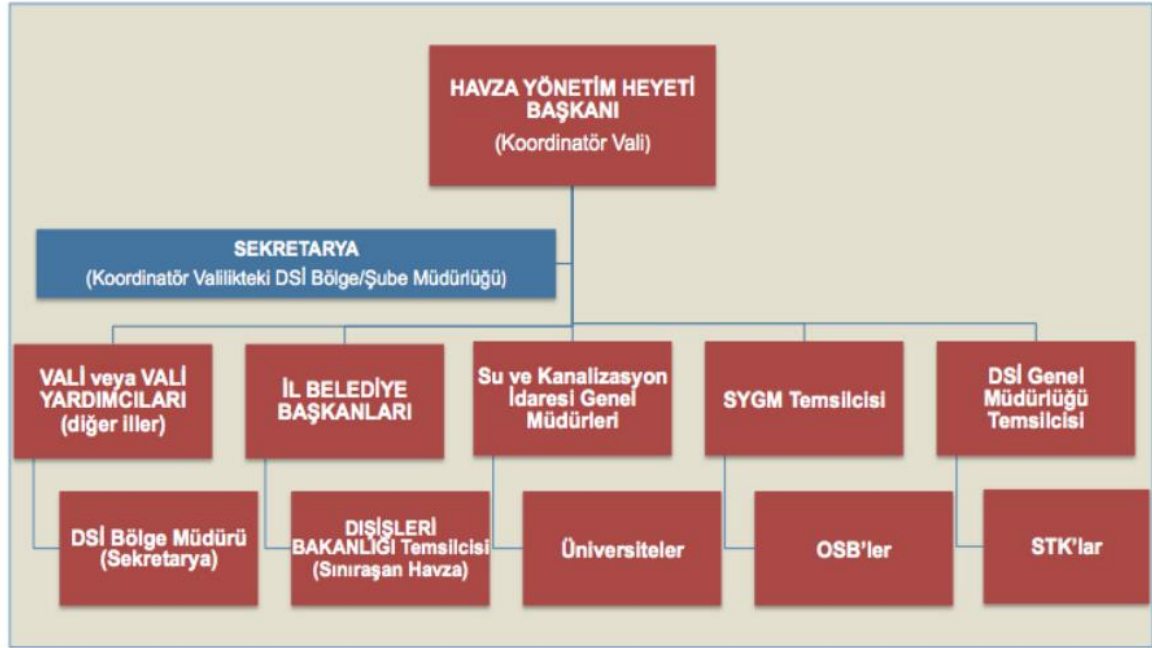 HAVZA YÖNETİM HEYETİ
BAŞKANI
(Koordinatör Vali)
SEKRETARYA
(Koordinatör Valilikteki DSİ Bölge/Şube Müdürlüğü)
VALİ veya VALİ
YARDIMCILARI
(diğer iller)
İL BELEDİYE
BAŞKANLARI
Su ve Kanalizasyon
İdaresi Genel
Müdürleri
SYGM Temsilcisi
DSİ Genel
Müdürlüğü
Temsilcisi
DSİ Bölge Müdürü
(Sekretarya)
DIŞİŞLERİ
BAKANLIĞI Temsilcisi
(Sınıraşan Havza)
Üniversiteler
OSB'ler
STK'lar